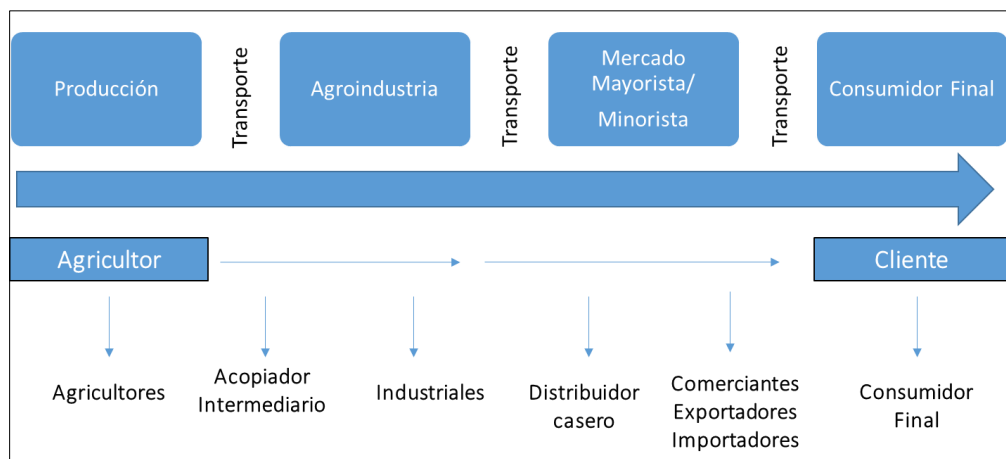 Producción
Transporte
Agroindustria
Transporte
Mercado
Mayorista/
Minorista
Transporte
Consumidor Final
Agricultor
Cliente
Agricultores
Acopiador
Intermediario
Industriales
Distribuidor
casero
Comerciantes
Exportadores
Importadores
Consumidor
Final